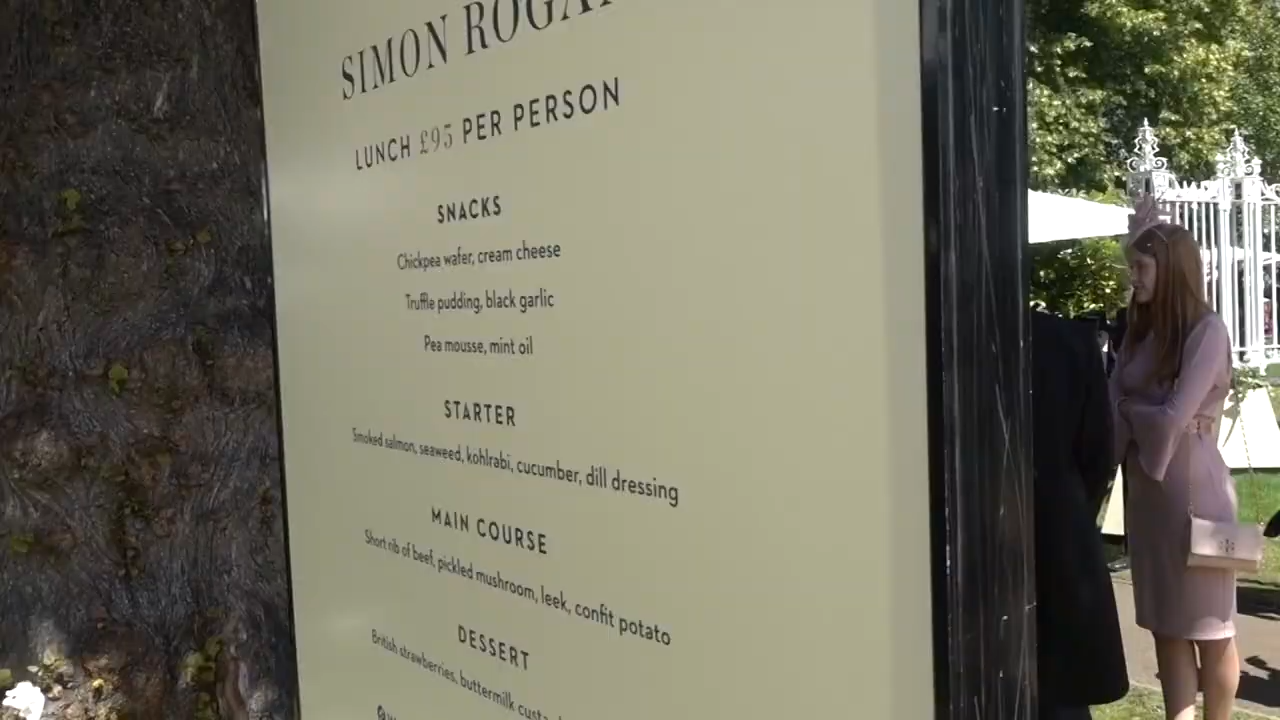 SIMON
LUNCH £95 PER PERSON
SNACKS
Chickpea wafer, cream cheese
Truffle pudding, black garlic
Pea mousse, mint oil
STARTER
Smoked salmon, seaweed, kohlrabi, cucumber, dill dressing
MAIN COURSE
Short rib of beef, pickled mushroom, leek, confit potato
DESSERT
British strawberries, buttermilk